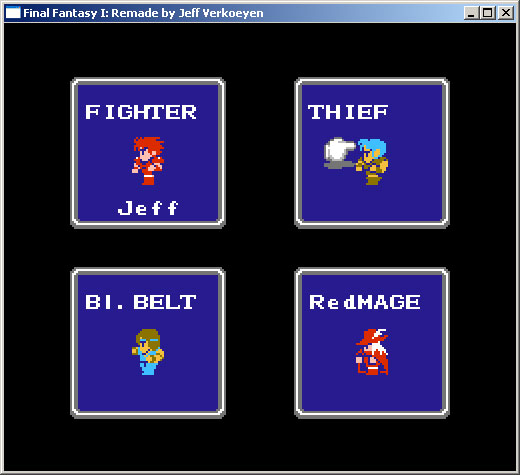 Final Fantasy I: Remade by Jeff Verkoeyen
FIGHTER
Jeff
THIEF
Bl.BELT
RedMAGE